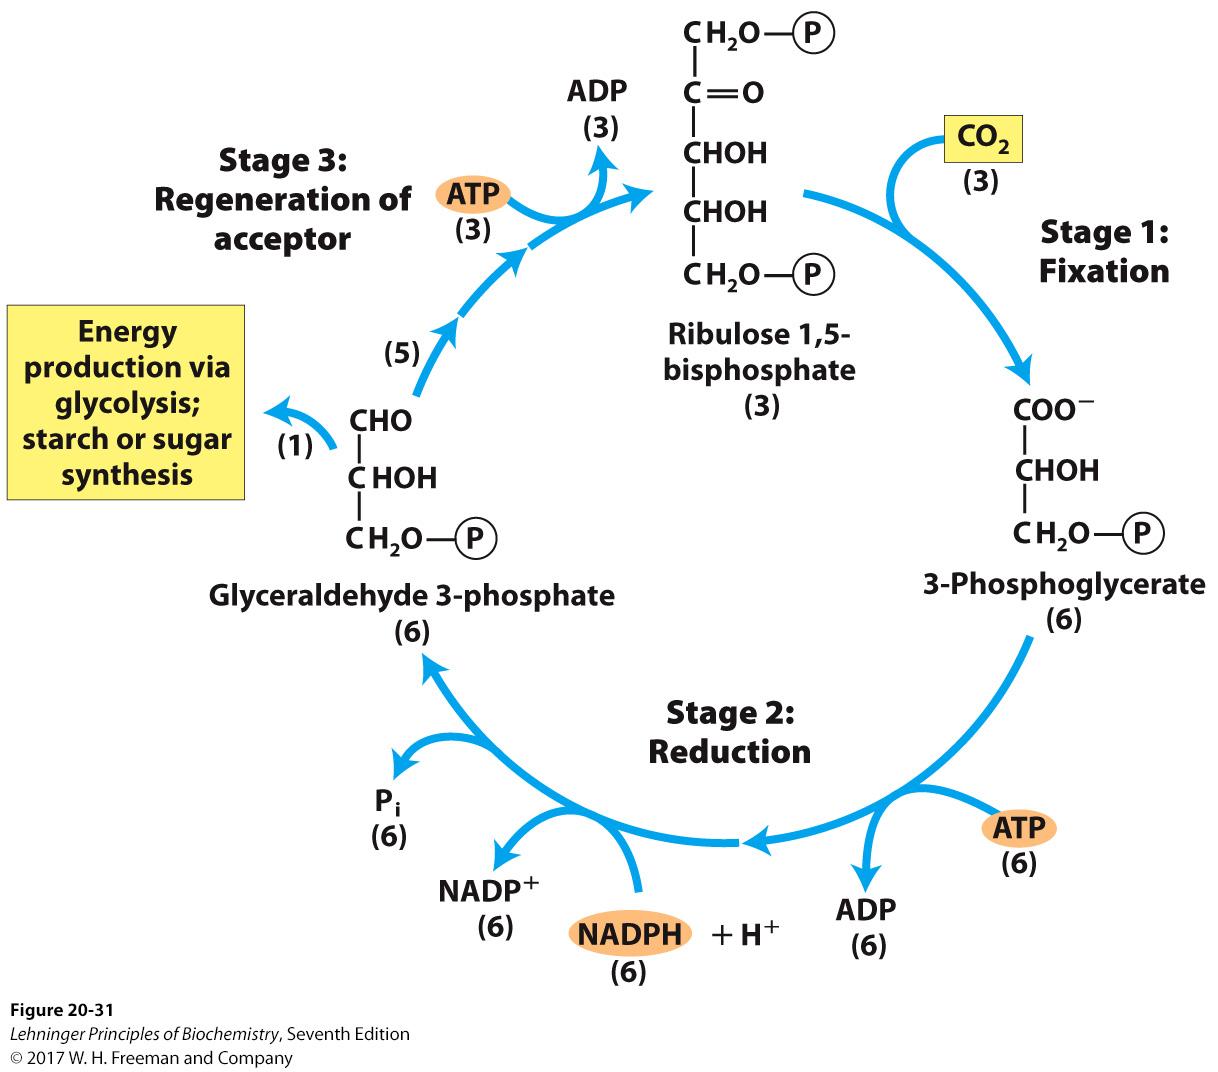 CH₂O—P
C=O
CHOH
CHOH
CH₂O—P
Ribulose 1,5-
bisphosphate
(3)
CO₂
(3)
Stage 1:
Fixation
COO⁻
CHOH
CH₂O—P
3-Phosphoglycerate
(6)
Stage 2:
Reduction
ATP
(6)
ADP
(6)
NADPH + H⁺
(6)
NADP⁺
(6)
Pᵢ
(6)
CHO
CHOH
CH₂O—P
Glyceraldehyde 3-phosphate
(6)
(1)
Energy
production via
glycolysis;
starch or sugar
synthesis
(5)
Stage 3:
Regeneration of
acceptor
ATP
(3)
ADP
(3)
Figure 20-31
Lehninger Principles of Biochemistry, Seventh Edition
© 2017 W. H. Freeman and Company